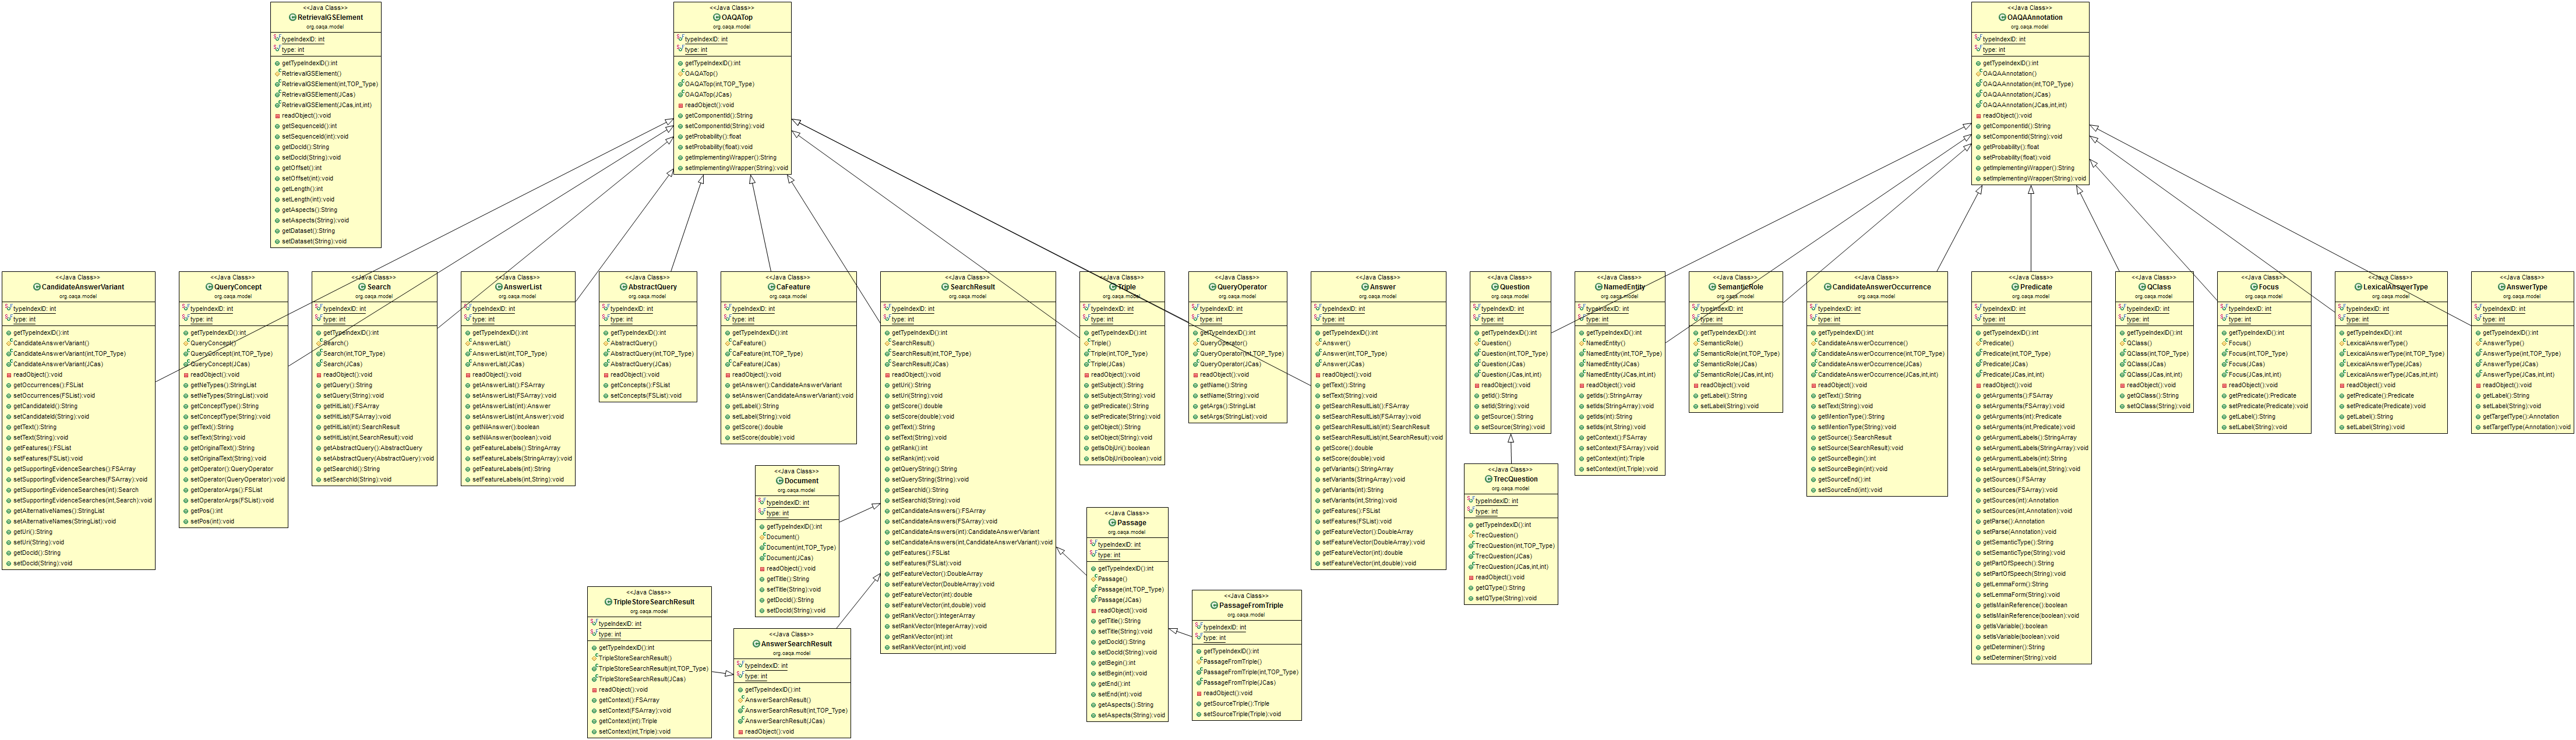 <<Java Class>>
RetrievalGSElement
org.oaqa.model
typeIndexID: int
type: int
getTypeIndexID():int
RetrievalGSElement()
RetrievalGSElement(int,TOP_Type)
RetrievalGSElement(JCas)
RetrievalGSElement(JCas,int,int)
readObject():void
getSequenceId():int
setSequenceId(int):void
getDocId():String
setDocId(String):void
getOffset():int
setOffset(int):void
getLength():int
setLength(int):void
getAspects():String
setAspects(String):void
getDataset():String
setDataset(String):void
<<Java Class>>
OAQATop
org.oaqa.model
typeIndexID: int
type: int
getTypeIndexID():int
OAQATop()
OAQATop(int,TOP_Type)
OAQATop(JCas)
readObject():void
getComponentId():String
setComponentId(String):void
getProbability():float
setProbability(float):void
getImplementingWrapper():String
setImplementingWrapper(String):void
<<Java Class>>
OAQAAnnotation
org.oaqa.model
typeIndexID: int
type: int
getTypeIndexID():int
OAQAAnnotation()
OAQAAnnotation(int,TOP_Type)
OAQAAnnotation(JCas)
OAQAAnnotation(JCas,int,int)
readObject():void
getComponentId():String
setComponentId(String):void
getProbability():float
setProbability(float):void
getImplementingWrapper():String
setImplementingWrapper(String):void
<<Java Class>>
CandidateAnswerVariant
org.oaqa.model
typeIndexID: int
type: int
getTypeIndexID():int
CandidateAnswerVariant()
CandidateAnswerVariant(int,TOP_Type)
CandidateAnswerVariant(JCas)
readObject():void
getOccurrences():FSList
setOccurrences(FSList):void
getCandidateId():String
setCandidateId(String):void
getText():String
setText(String):void
getFeatures():FSList
setFeatures(FSList):void
getSupportingEvidenceSearches():FSArray
setSupportingEvidenceSearches(FSArray):void
getSupportingEvidenceSearches(int):Search
setSupportingEvidenceSearches(int,Search):void
getAlternativeNames():StringList
setAlternativeNames(StringList):void
getUri():String
setUri(String):void
getDocId():String
setDocId(String):void
<<Java Class>>
QueryConcept
org.oaqa.model
typeIndexID: int
type: int
getTypeIndexID():int
QueryConcept()
QueryConcept(int,TOP_Type)
QueryConcept(JCas)
readObject():void
getNeTypes():StringList
setNeTypes(StringList):void
getConceptType():String
setConceptType(String):void
getText():String
setText(String):void
getOriginalText():String
setOriginalText(String):void
getOperator():QueryOperator
setOperator(QueryOperator):void
getOperatorArgs():FSList
setOperatorArgs(FSList):void
getPos():int
setPos(int):void
<<Java Class>>
Search
org.oaqa.model
typeIndexID: int
type: int
getTypeIndexID():int
Search()
Search(int,TOP_Type)
Search(JCas)
readObject():void
getQuery():String
setQuery(String):void
getHitList():FSArray
setHitList(FSArray):void
getHitList(int):SearchResult
setHitList(int,SearchResult):void
getAbstractQuery():AbstractQuery
setAbstractQuery(AbstractQuery):void
getSearchId():String
setSearchId(String):void
<<Java Class>>
AnswerList
org.oaqa.model
typeIndexID: int
type: int
getTypeIndexID():int
AnswerList()
AnswerList(int,TOP_Type)
AnswerList(JCas)
readObject():void
getAnswerList():FSArray
setAnswerList(FSArray):void
getAnswerList(int):Answer
setAnswerList(int,Answer):void
getNilAnswer():boolean
setNilAnswer(boolean):void
getFeatureLabels():StringArray
setFeatureLabels(StringArray):void
getFeatureLabels(int):String
setFeatureLabels(int,String):void
<<Java Class>>
AbstractQuery
org.oaqa.model
typeIndexID: int
type: int
getTypeIndexID():int
AbstractQuery()
AbstractQuery(int,TOP_Type)
AbstractQuery(JCas)
readObject():void
getConcepts():FSList
setConcepts(FSList):void
<<Java Class>>
CaFeature
org.oaqa.model
typeIndexID: int
type: int
getTypeIndexID():int
CaFeature()
CaFeature(int,TOP_Type)
CaFeature(JCas)
readObject():void
getAnswer():CandidateAnswerVariant
setAnswer(CandidateAnswerVariant):void
getLabel():String
setLabel(String):void
getScore():double
setScore(double):void
<<Java Class>>
SearchResult
org.oaqa.model
typeIndexID: int
type: int
getTypeIndexID():int
SearchResult()
SearchResult(int,TOP_Type)
SearchResult(JCas)
readObject():void
getUri():String
setUri(String):void
getScore():double
setScore(double):void
getText():String
setText(String):void
getRank():int
setRank(int):void
getQueryString():String
setQueryString(String):void
getSearchId():String
setSearchId(String):void
getCandidateAnswers():FSArray
setCandidateAnswers(FSArray):void
getCandidateAnswers(int):CandidateAnswerVariant
setCandidateAnswers(int,CandidateAnswerVariant):void
getFeatures():FSList
setFeatures(FSList):void
getFeatureVector():DoubleArray
setFeatureVector(DoubleArray):void
getFeatureVector(int):double
setFeatureVector(int,double):void
getRankVector():IntegerArray
setRankVector(IntegerArray):void
getRankVector(int):int
setRankVector(int,int):void
<<Java Class>>
Triple
org.oaqa.model
typeIndexID: int
type: int
getTypeIndexID():int
Triple()
Triple(int,TOP_Type)
Triple(JCas)
readObject():void
getSubject():String
setSubject(String):void
getPredicate():String
setPredicate(String):void
getObject():String
setObject(String):void
getIsObjUri():boolean
setIsObjUri(boolean):void
<<Java Class>>
QueryOperator
org.oaqa.model
typeIndexID: int
type: int
getTypeIndexID():int
QueryOperator()
QueryOperator(int,TOP_Type)
QueryOperator(JCas)
readObject():void
getName():String
setName(String):void
getArgs():StringList
setArgs(StringList):void
<<Java Class>>
Answer
org.oaqa.model
typeIndexID: int
type: int
getTypeIndexID():int
Answer()
Answer(int,TOP_Type)
Answer(JCas)
readObject():void
getText():String
setText(String):void
getSearchResultList():FSArray
setSearchResultList(FSArray):void
getSearchResultList(int):SearchResult
setSearchResultList(int,SearchResult):void
getScore():double
setScore(double):void
getVariants():StringArray
setVariants(StringArray):void
getVariants(int):String
setVariants(int,String):void
getFeatures():FSList
setFeatures(FSList):void
getFeatureVector():DoubleArray
setFeatureVector(DoubleArray):void
getFeatureVector(int):double
setFeatureVector(int,double):void
<<Java Class>>
Question
org.oaqa.model
typeIndexID: int
type: int
getTypeIndexID():int
Question()
Question(int,TOP_Type)
Question(JCas)
Question(JCas,int,int)
readObject():void
getId():String
setId(String):void
getSource():String
setSource(String):void
<<Java Class>>
NamedEntity
org.oaqa.model
typeIndexID: int
type: int
getTypeIndexID():int
NamedEntity()
NamedEntity(int,TOP_Type)
NamedEntity(JCas)
NamedEntity(JCas,int,int)
readObject():void
getIds():StringArray
setIds(StringArray):void
getIds(int):String
setIds(int,String):void
getContext():FSArray
setContext(FSArray):void
getContext(int):Triple
setContext(int,Triple):void
<<Java Class>>
SemanticRole
org.oaqa.model
typeIndexID: int
type: int
getTypeIndexID():int
SemanticRole()
SemanticRole(int,TOP_Type)
SemanticRole(JCas)
SemanticRole(JCas,int,int)
readObject():void
getLabel():String
setLabel(String):void
<<Java Class>>
CandidateAnswerOccurrence
org.oaqa.model
typeIndexID: int
type: int
getTypeIndexID():int
CandidateAnswerOccurrence()
CandidateAnswerOccurrence(int,TOP_Type)
CandidateAnswerOccurrence(JCas)
CandidateAnswerOccurrence(JCas,int,int)
readObject():void
getText():String
setText(String):void
getMentionType():String
setMentionType(String):void
getSource():SearchResult
setSource(SearchResult):void
getSourceBegin():int
setSourceBegin(int):void
getSourceEnd():int
setSourceEnd(int):void
<<Java Class>>
Predicate
org.oaqa.model
typeIndexID: int
type: int
getTypeIndexID():int
Predicate()
Predicate(int,TOP_Type)
Predicate(JCas)
Predicate(JCas,int,int)
readObject():void
getArguments():FSArray
setArguments(FSArray):void
getArguments(int):Predicate
setArguments(int,Predicate):void
getArgumentLabels():StringArray
setArgumentLabels(StringArray):void
getArgumentLabels(int):String
setArgumentLabels(int,String):void
getSources():FSArray
setSources(FSArray):void
getSources(int):Annotation
setSources(int,Annotation):void
getParse():Annotation
setParse(Annotation):void
getSemanticType():String
setSemanticType(String):void
getPartOfSpeech():String
setPartOfSpeech(String):void
getLemmaForm():String
setLemmaForm(String):void
getIsMainReference():boolean
setIsMainReference(boolean):void
getIsVariable():boolean
setIsVariable(boolean):void
getDeterminer():String
setDeterminer(String):void
<<Java Class>>
QClass
org.oaqa.model
typeIndexID: int
type: int
getTypeIndexID():int
QClass()
QClass(int,TOP_Type)
QClass(JCas)
QClass(JCas,int,int)
readObject():void
getQClass():String
setQClass(String):void
<<Java Class>>
Focus
org.oaqa.model
typeIndexID: int
type: int
getTypeIndexID():int
Focus()
Focus(int,TOP_Type)
Focus(JCas)
Focus(JCas,int,int)
readObject():void
getPredicate():Predicate
setPredicate(Predicate):void
getLabel():String
setLabel(String):void
<<Java Class>>
LexicalAnswerType
org.oaqa.model
typeIndexID: int
type: int
getTypeIndexID():int
LexicalAnswerType()
LexicalAnswerType(int,TOP_Type)
LexicalAnswerType(JCas)
LexicalAnswerType(JCas,int,int)
readObject():void
getPredicate():Predicate
setPredicate(Predicate):void
getLabel():String
setLabel(String):void
<<Java Class>>
AnswerType
org.oaqa.model
typeIndexID: int
type: int
getTypeIndexID():int
AnswerType()
AnswerType(int,TOP_Type)
AnswerType(JCas)
AnswerType(JCas,int,int)
readObject():void
getLabel():String
setLabel(String):void
getTargetType():Annotation
setTargetType(Annotation):void
<<Java Class>>
Document
org.oaqa.model
typeIndexID: int
type: int
getTypeIndexID():int
Document()
Document(int,TOP_Type)
Document(JCas)
readObject():void
getTitle():String
setTitle(String):void
getDocId():String
setDocId(String):void
<<Java Class>>
TrecQuestion
org.oaqa.model
typeIndexID: int
type: int
getTypeIndexID():int
TrecQuestion()
TrecQuestion(int,TOP_Type)
TrecQuestion(JCas)
TrecQuestion(JCas,int,int)
readObject():void
getQType():String
setQType(String):void
<<Java Class>>
Passage
org.oaqa.model
typeIndexID: int
type: int
getTypeIndexID():int
Passage()
Passage(int,TOP_Type)
Passage(JCas)
readObject():void
getTitle():String
setTitle(String):void
getDocId():String
setDocId(String):void
getBegin():int
setBegin(int):void
getEnd():int
setEnd(int):void
getAspects():String
setAspects(String):void
<<Java Class>>
TripleStoreSearchResult
org.oaqa.model
typeIndexID: int
type: int
getTypeIndexID():int
TripleStoreSearchResult()
TripleStoreSearchResult(int,TOP_Type)
TripleStoreSearchResult(JCas)
readObject():void
getContext():FSArray
setContext(FSArray):void
getContext(int):Triple
setContext(int,Triple):void
<<Java Class>>
AnswerSearchResult
org.oaqa.model
typeIndexID: int
type: int
getTypeIndexID():int
AnswerSearchResult()
AnswerSearchResult(int,TOP_Type)
AnswerSearchResult(JCas)
readObject():void
<<Java Class>>
PassageFromTriple
org.oaqa.model
typeIndexID: int
type: int
getTypeIndexID():int
PassageFromTriple()
PassageFromTriple(int,TOP_Type)
PassageFromTriple(JCas)
readObject():void
getSourceTriple():Triple
setSourceTriple(Triple):void